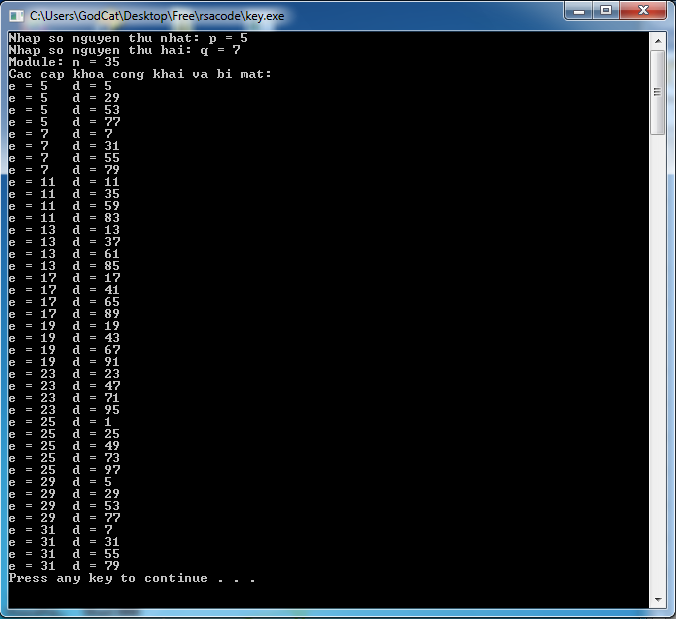 C:\Users\GodCat\Desktop\Free\rsacode\key.exe
Nhap so nguyen thu nhat: p = 5
Nhap so nguyen thu hai: q = 7
Module: n = 35
Cac cap khoa cong khai va bi mat:
e = 5   d = 5
e = 5   d = 29
e = 5   d = 53
e = 5   d = 77
e = 7   d = 7
e = 7   d = 31
e = 7   d = 55
e = 7   d = 79
e = 11  d = 11
e = 11  d = 35
e = 11  d = 59
e = 11  d = 83
e = 13  d = 13
e = 13  d = 37
e = 13  d = 61
e = 13  d = 85
e = 17  d = 17
e = 17  d = 41
e = 17  d = 65
e = 17  d = 89
e = 19  d = 19
e = 19  d = 43
e = 19  d = 67
e = 19  d = 91
e = 23  d = 23
e = 23  d = 47
e = 23  d = 71
e = 23  d = 95
e = 25  d = 1
e = 25  d = 25
e = 25  d = 49
e = 25  d = 73
e = 25  d = 97
e = 29  d = 5
e = 29  d = 29
e = 29  d = 53
e = 29  d = 77
e = 31  d = 7
e = 31  d = 31
e = 31  d = 55
e = 31  d = 79
Press any key to continue . . .